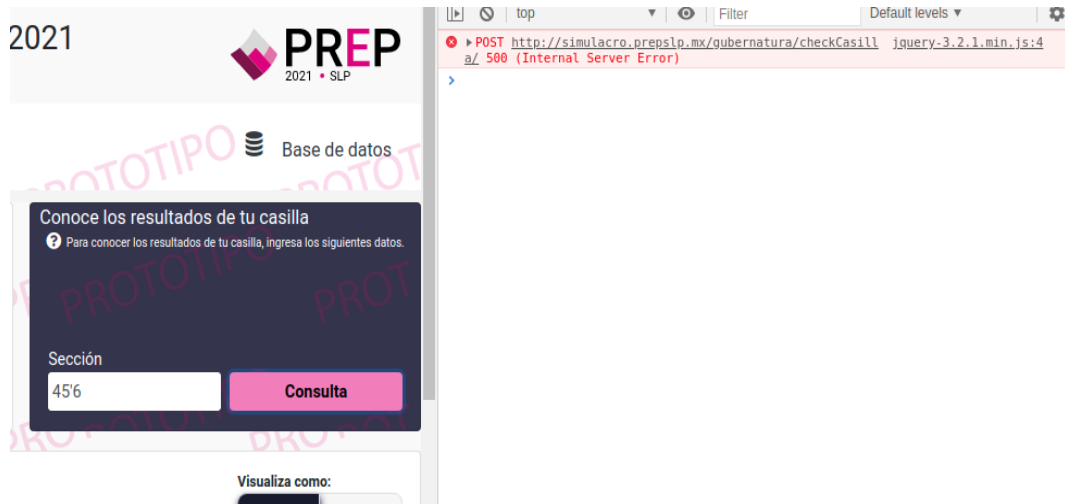 2021
PREP
2021 • SLP
Base de datos
PROTOTIPO
Conoce los resultados de tu casilla
? Para conocer los resultados de tu casilla, ingresa los siguientes datos.
PROTOTIPO
PROT
Sección
45'6
Consulta
Visualiza como:
top
Filter
Default levels ▼
POST http://simulacro.prepslp.mx/gubernatura/checkCasill jquery-3.2.1.min.js:4
a/ 500 (Internal Server Error)